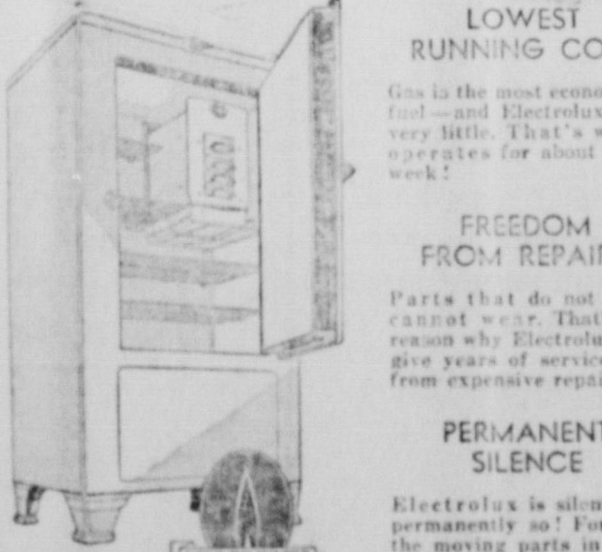 LOWEST
RUNNING CO
Gas is the most econo
fuel—and Electrolux
very little. That's w
operates for about
week!
FREEDOM
FROM REPAI
Parts that do not
cannot wear. That
reason why Electrolu
give years of service
from expensive repai
PERMANENT
SILENCE
Electrolux is silen
permanently so! For
the moving parts in